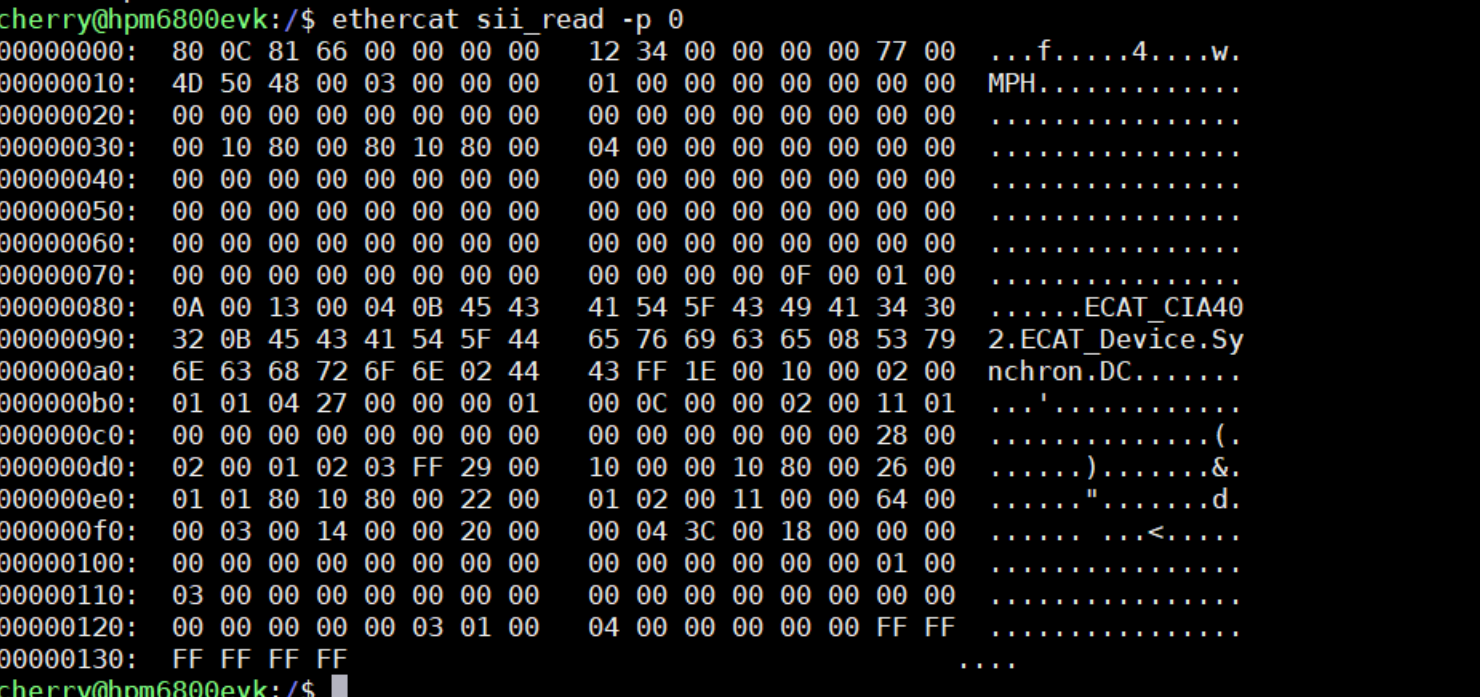 cherry@hpm6800evk:/$ ethercat sii_read -p 0
00000000:  80 0C 81 66 00 00 00 00   12 34 00 00 00 00 77 00  ...f.....4....w.
00000010:  4D 50 48 00 03 00 00 00   01 00 00 00 00 00 00 00  MPH.............
00000020:  00 00 00 00 00 00 00 00   00 00 00 00 00 00 00 00  ................
00000030:  00 10 80 00 80 10 80 00   04 00 00 00 00 00 00 00  ................
00000040:  00 00 00 00 00 00 00 00   00 00 00 00 00 00 00 00  ................
00000050:  00 00 00 00 00 00 00 00   00 00 00 00 00 00 00 00  ................
00000060:  00 00 00 00 00 00 00 00   00 00 00 00 00 00 00 00  ................
00000070:  00 00 00 00 00 00 00 00   00 00 00 00 0F 00 01 00  ................
00000080:  0A 00 13 00 04 0B 45 43   41 54 5F 43 49 41 34 30  ......ECAT_CIA40
00000090:  32 0B 45 43 41 54 5F 44   65 76 69 63 65 08 53 79  2.ECAT_Device.Sy
000000a0:  6E 63 68 72 6F 6E 02 44   43 FF 1E 00 10 00 02 00  nchron.DC.......
000000b0:  01 01 04 27 00 00 00 01   00 0C 00 00 02 00 11 01  ...'............
000000c0:  00 00 00 00 00 00 00 00   00 00 00 00 00 00 28 00  ..............(.
000000d0:  02 00 01 02 03 FF 29 00   10 00 00 10 80 00 26 00  ......).......&.
000000e0:  01 01 80 10 80 00 22 00   01 02 00 11 00 00 64 00  ......".......d.
000000f0:  00 03 00 14 00 00 20 00   00 04 3C 00 18 00 00 00  ...... ...<.....
00000100:  00 00 00 00 00 00 00 00   00 00 00 00 00 00 01 00  ................
00000110:  03 00 00 00 00 00 00 00   00 00 00 00 00 00 00 00  ................
00000120:  00 00 00 00 00 03 01 00   04 00 00 00 00 00 FF FF  ................
00000130:  FF FF FF FF                          ....
cherry@hpm6800evk:/$